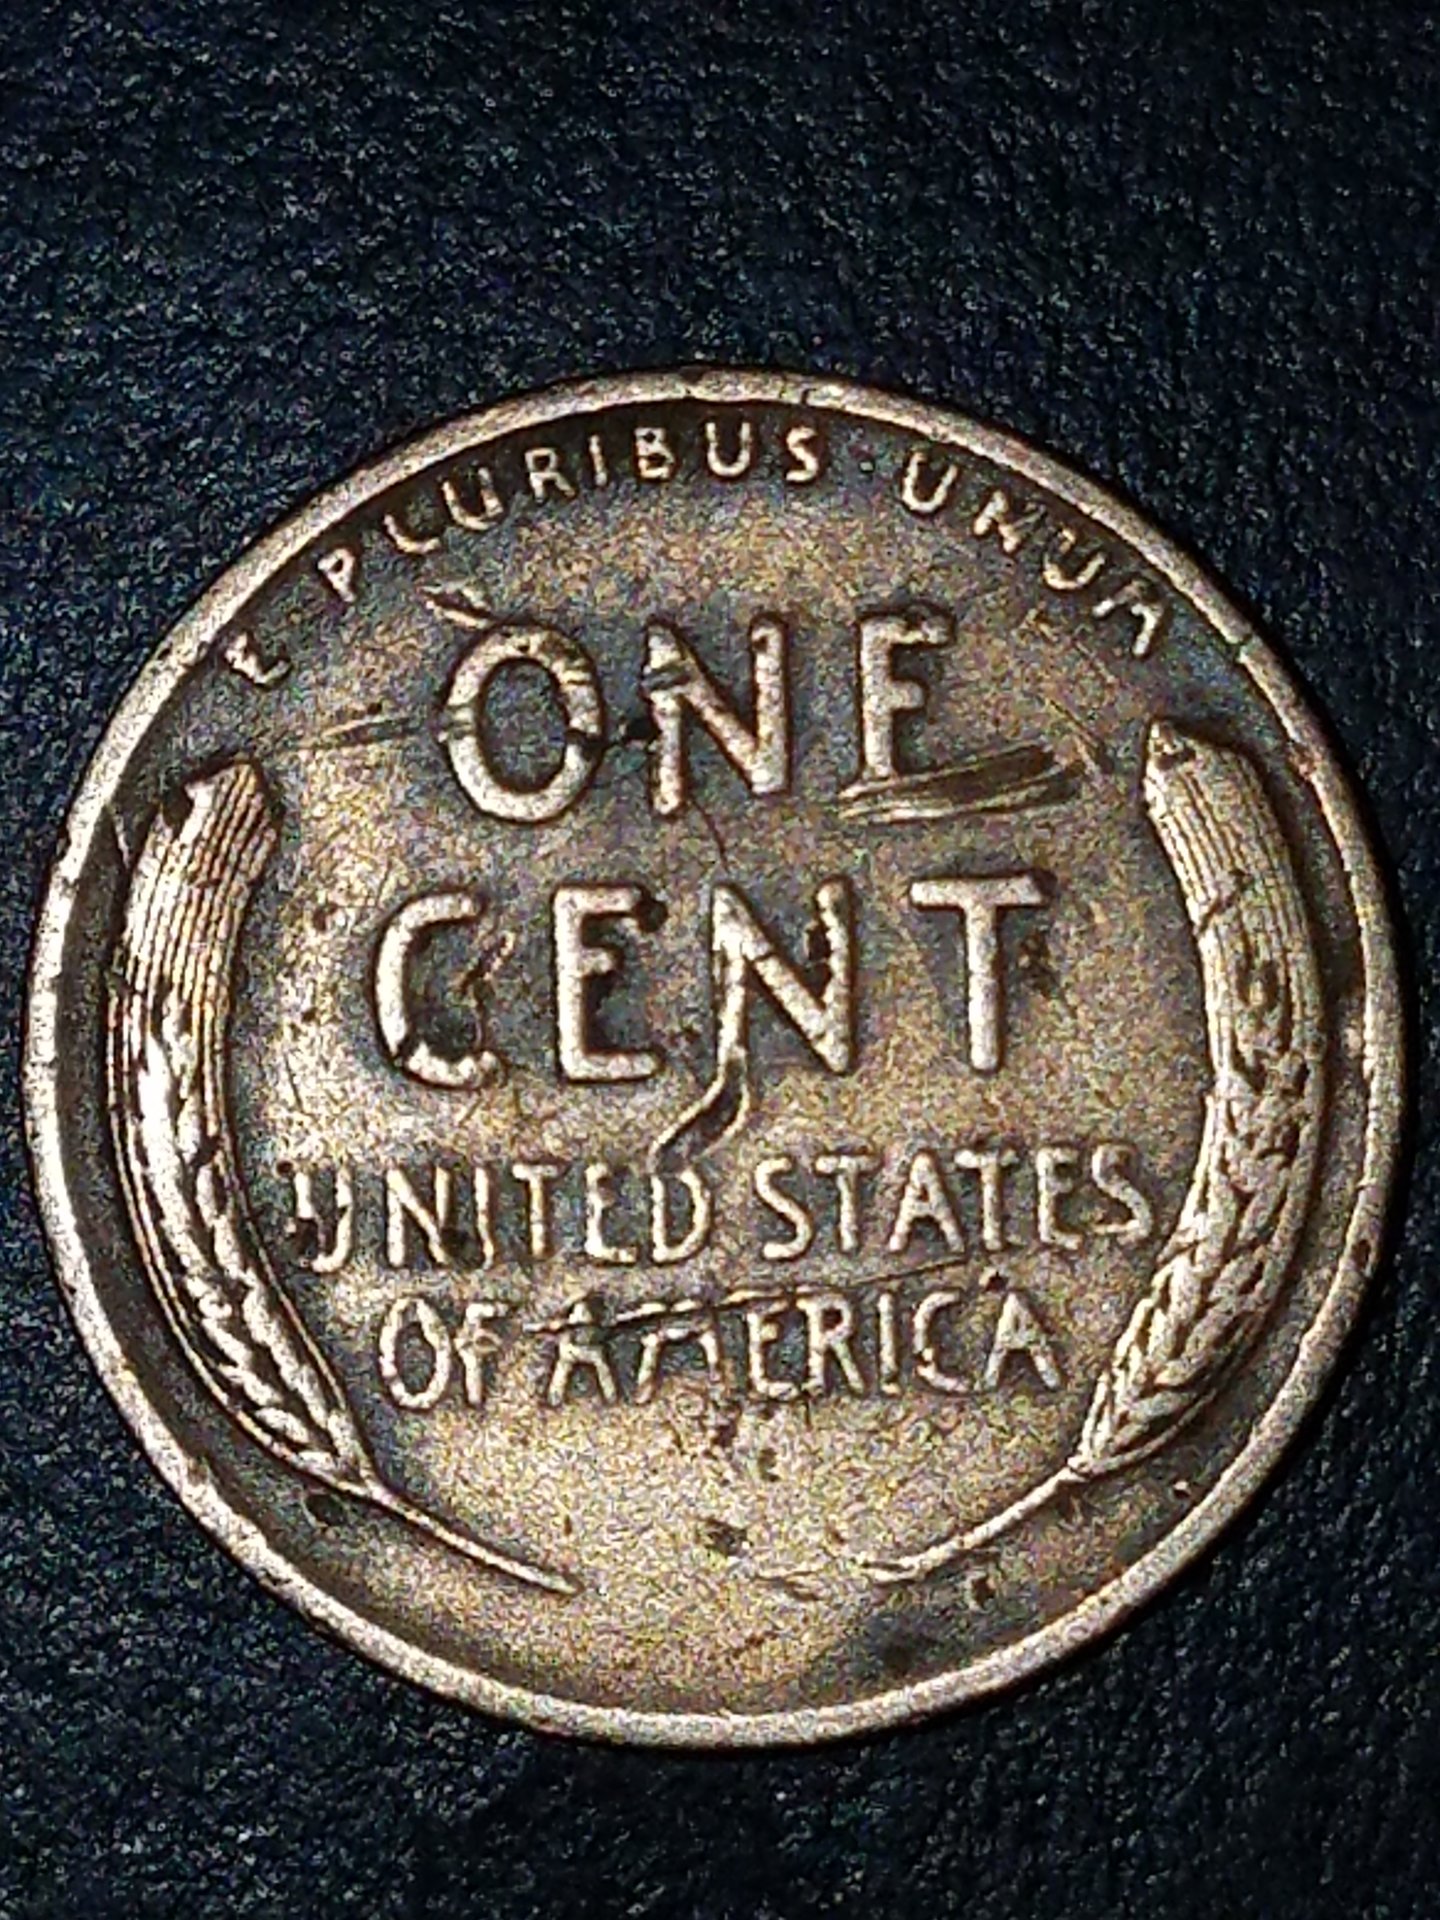 E · PLURIBUS · UNUM
ONE
CENT
UNITED STATES
OF AMERICA